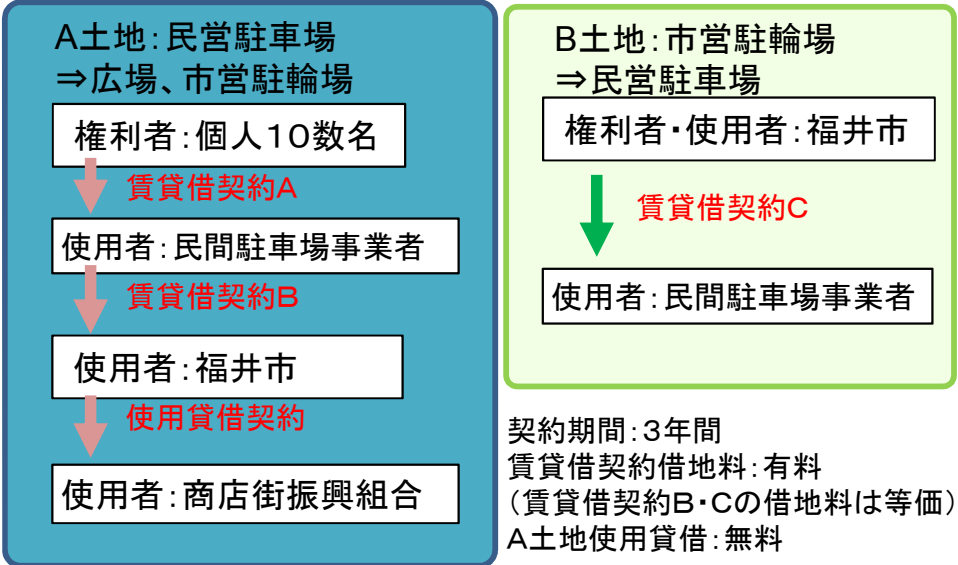 A土地：民営駐車場
⇒広場、市営駐輪場
権利者：個人１０数名
賃貸借契約A
使用者：民間駐車場事業者
賃貸借契約B
使用者：福井市
使用貸借契約
使用者：商店街振興組合
B土地：市営駐輪場
⇒民営駐車場
権利者・使用者：福井市
賃貸借契約C
使用者：民間駐車場事業者
契約期間：３年間
賃貸借契約借地料：有料
（賃貸借契約B・Cの借地料は等価）
A土地使用貸借：無料